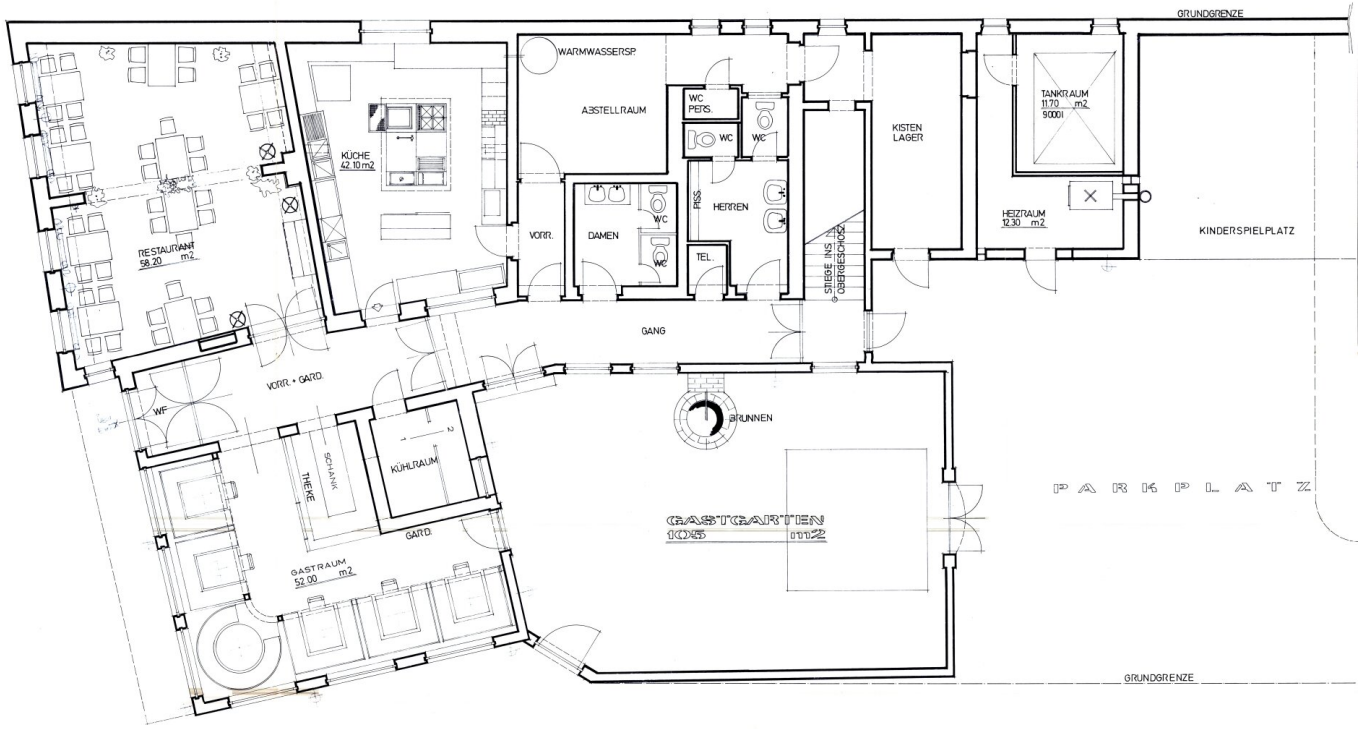 GRUNDGRENZE
WARMWASSERSP.
ABSTELLRAUM
WC
PERS.
WC
WC
KISTEN
LAGER
TANKRAUM
11.70 m2
9000l
KÜCHE
42.10 m2
RESTAURANT
58.20 m2
VORR.
DAMEN
WC
WC
PISS.
HERREN
TEL.
STIEGE INS
OBERGESCHOSZ
HEIZRAUM
12.30 m2
KINDERSPIELPLATZ
GANG
VORR. + GARD.
WF
BRUNNEN
KÜHLRAUM
2
SCHANK
THEKE
GARD.
GASTRAUM
52.00 m2
GASTGARTEN
105 m2
PARKPLATZ
GRUNDGRENZE